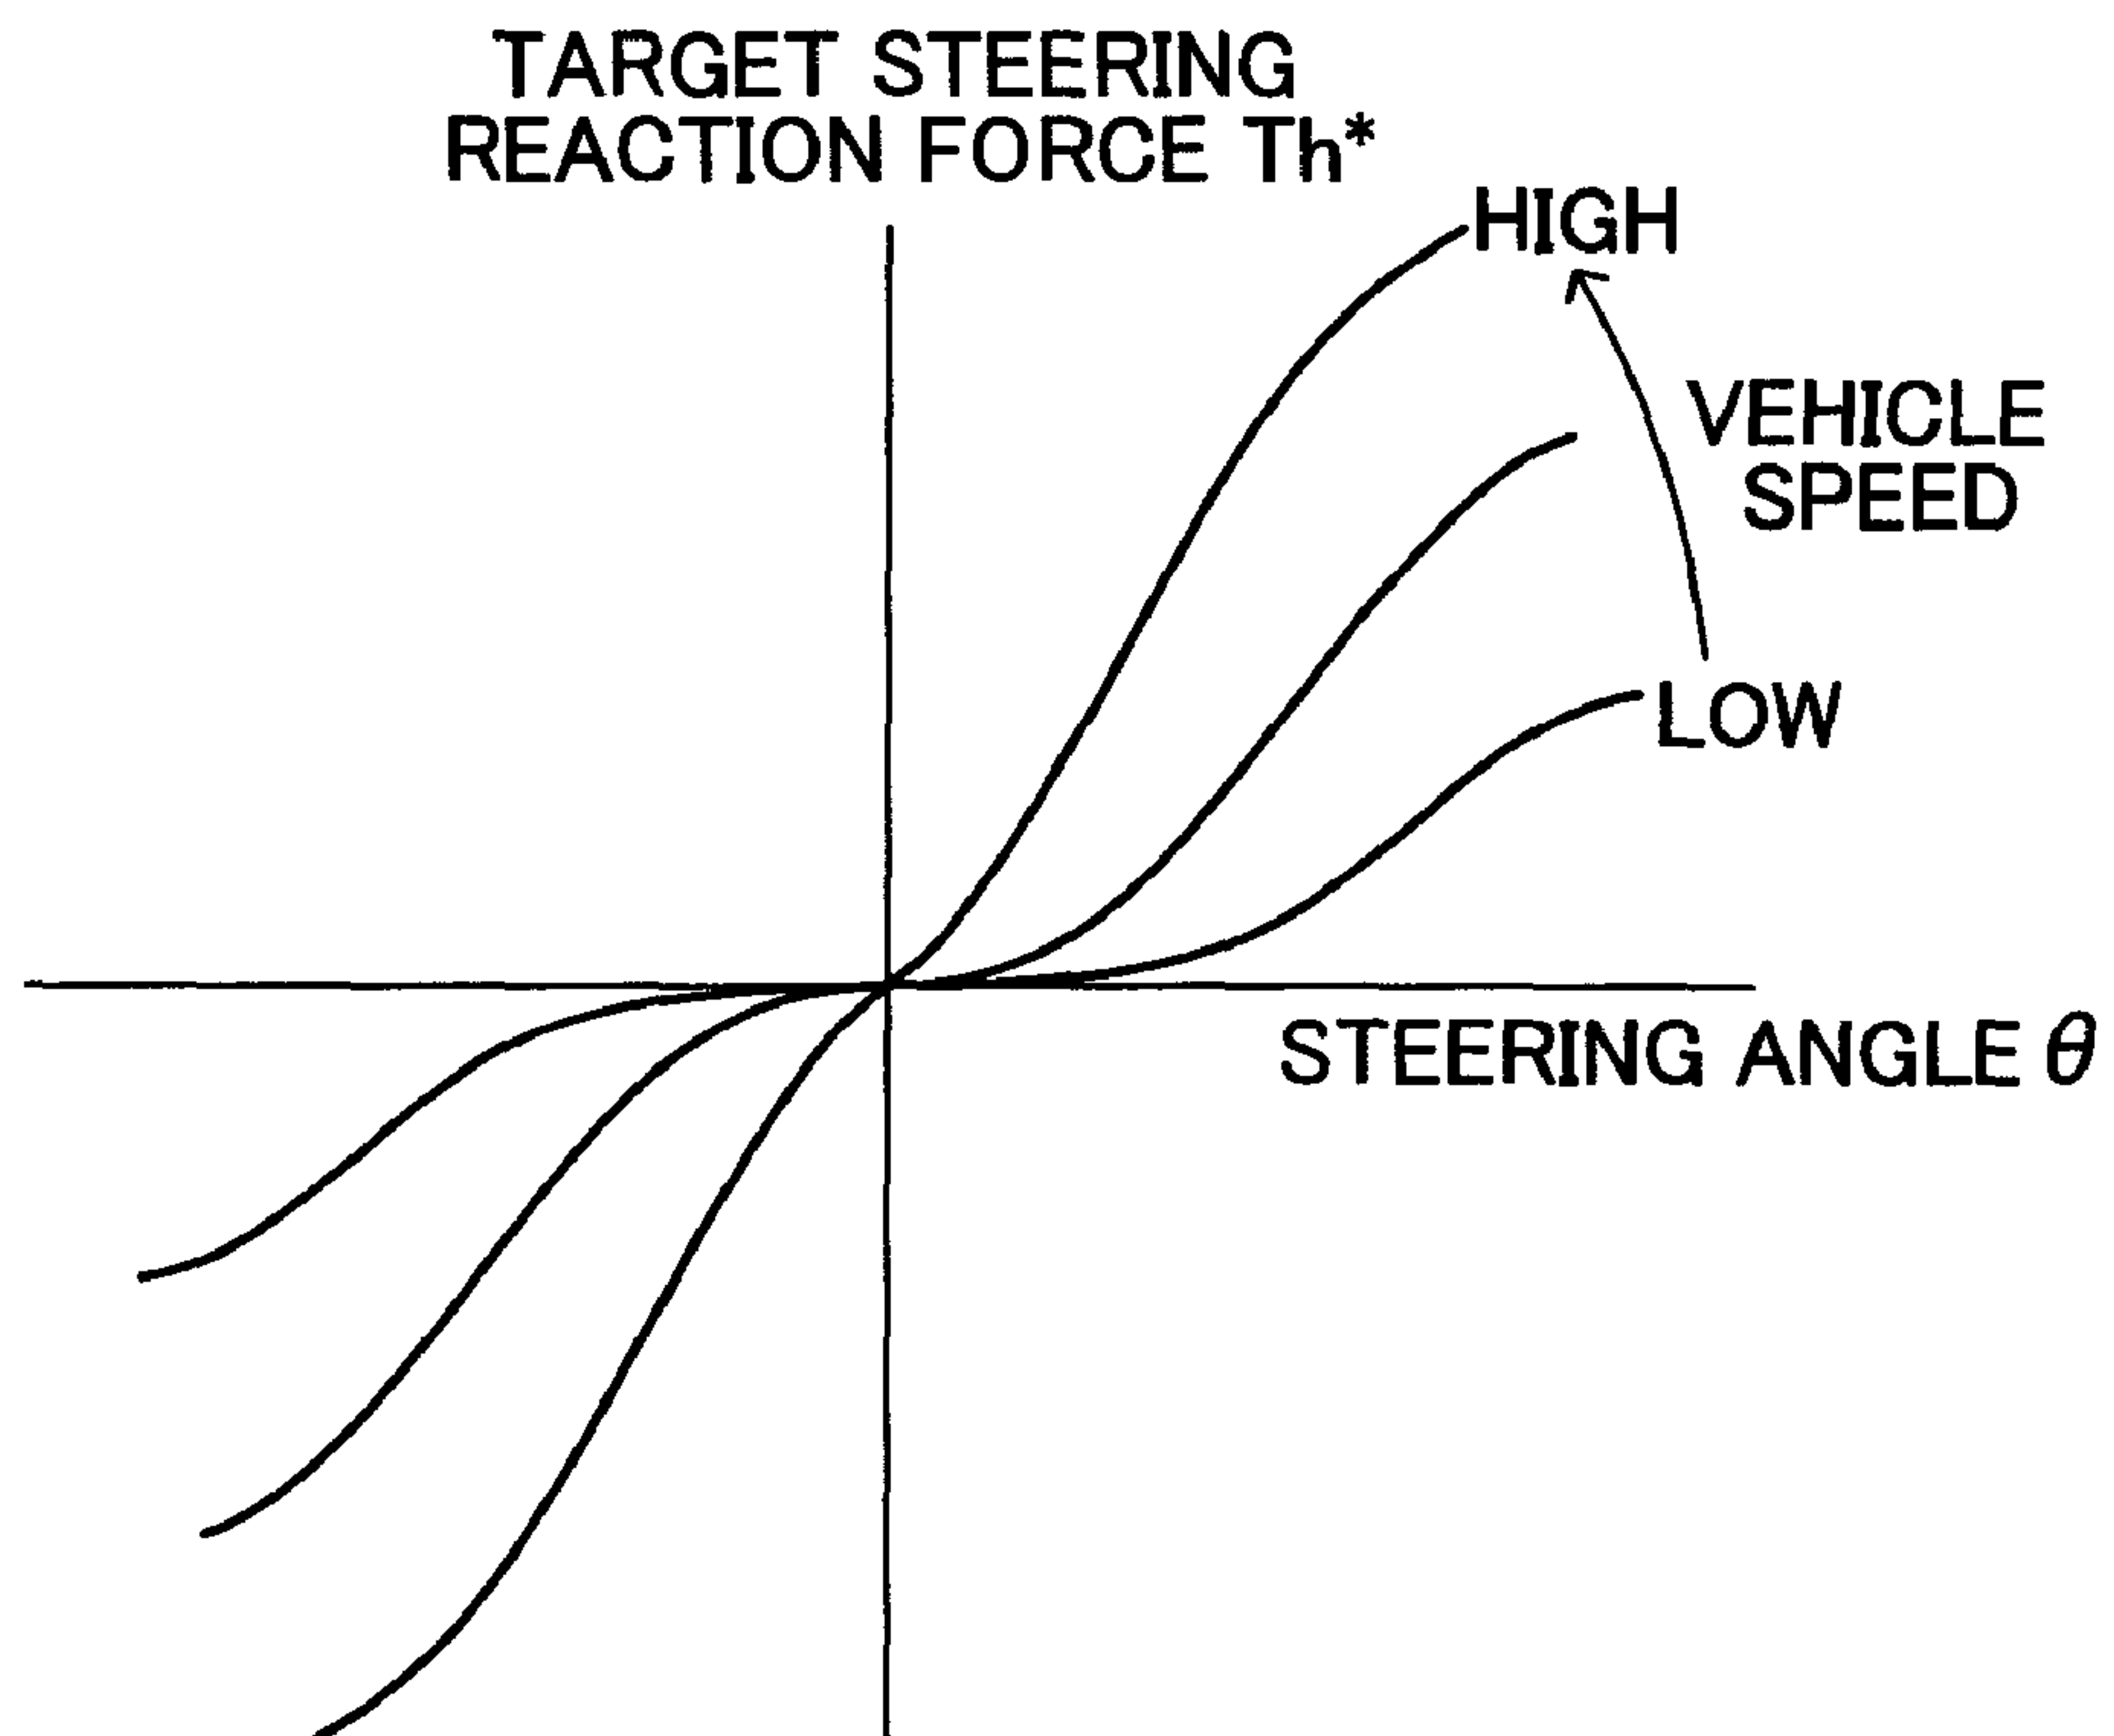 TARGET STEERING
REACTION FORCE Th*
HIGH
VEHICLE
SPEED
LOW
STEERING ANGLE θ